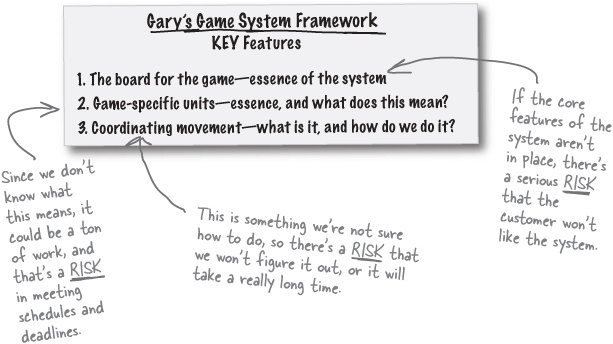 Gary's Game System Framework
KEY Features
1. The board for the game—essence of the system
2. Game-specific units—essence, and what does this mean?
3. Coordinating movement—what is it, and how do we do it?
If the core
features of the
system aren't
in place, there's
a serious RISK
that the
customer won't
like the system.
Since we don't
know what
this means, it
could be a ton
of work, and
that's a RISK
in meeting
schedules and
deadlines.
This is something we're not sure
how to do, so there's a RISK that
we won't figure it out, or it will
take a really long time.